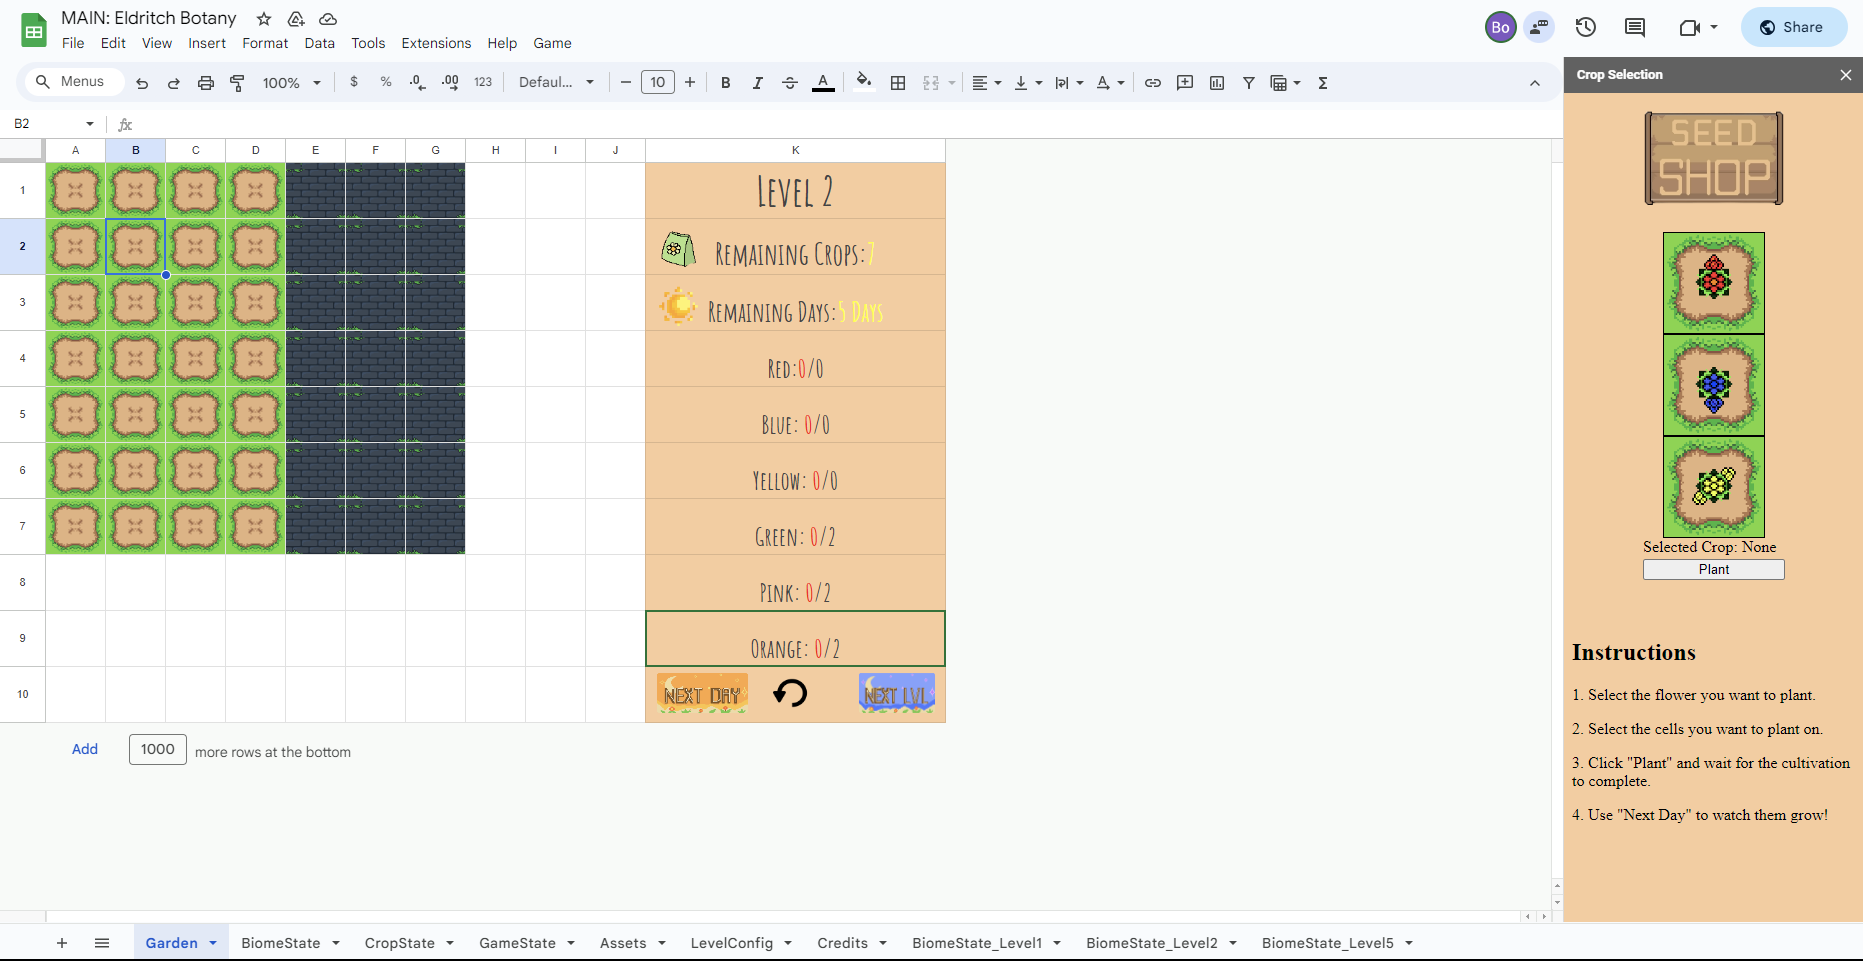 MAIN: Eldritch Botany
File Edit View Insert Format Data Tools Extensions Help Game
Bo
Share
Menus
100%
$ % .0 .00 123
Defaul...
10
B I A
Σ
B2
fx
A B C D E F G H I J K
1
2
3
4
5
6
7
8
9
10
Level 2
Remaining Crops: 7
Remaining Days: 5 Days
Red: 0/0
Blue: 0/0
Yellow: 0/0
Green: 0/2
Pink: 0/2
Orange: 0/2
NEXT DAY
NEXT LVL
Add 1000 more rows at the bottom
Crop Selection
SEED
SHOP
Selected Crop: None
Plant
Instructions
1. Select the flower you want to plant.
2. Select the cells you want to plant on.
3. Click "Plant" and wait for the cultivation
to complete.
4. Use "Next Day" to watch them grow!
Garden BiomeState CropState GameState Assets LevelConfig Credits BiomeState_Level1 BiomeState_Level2 BiomeState_Level5